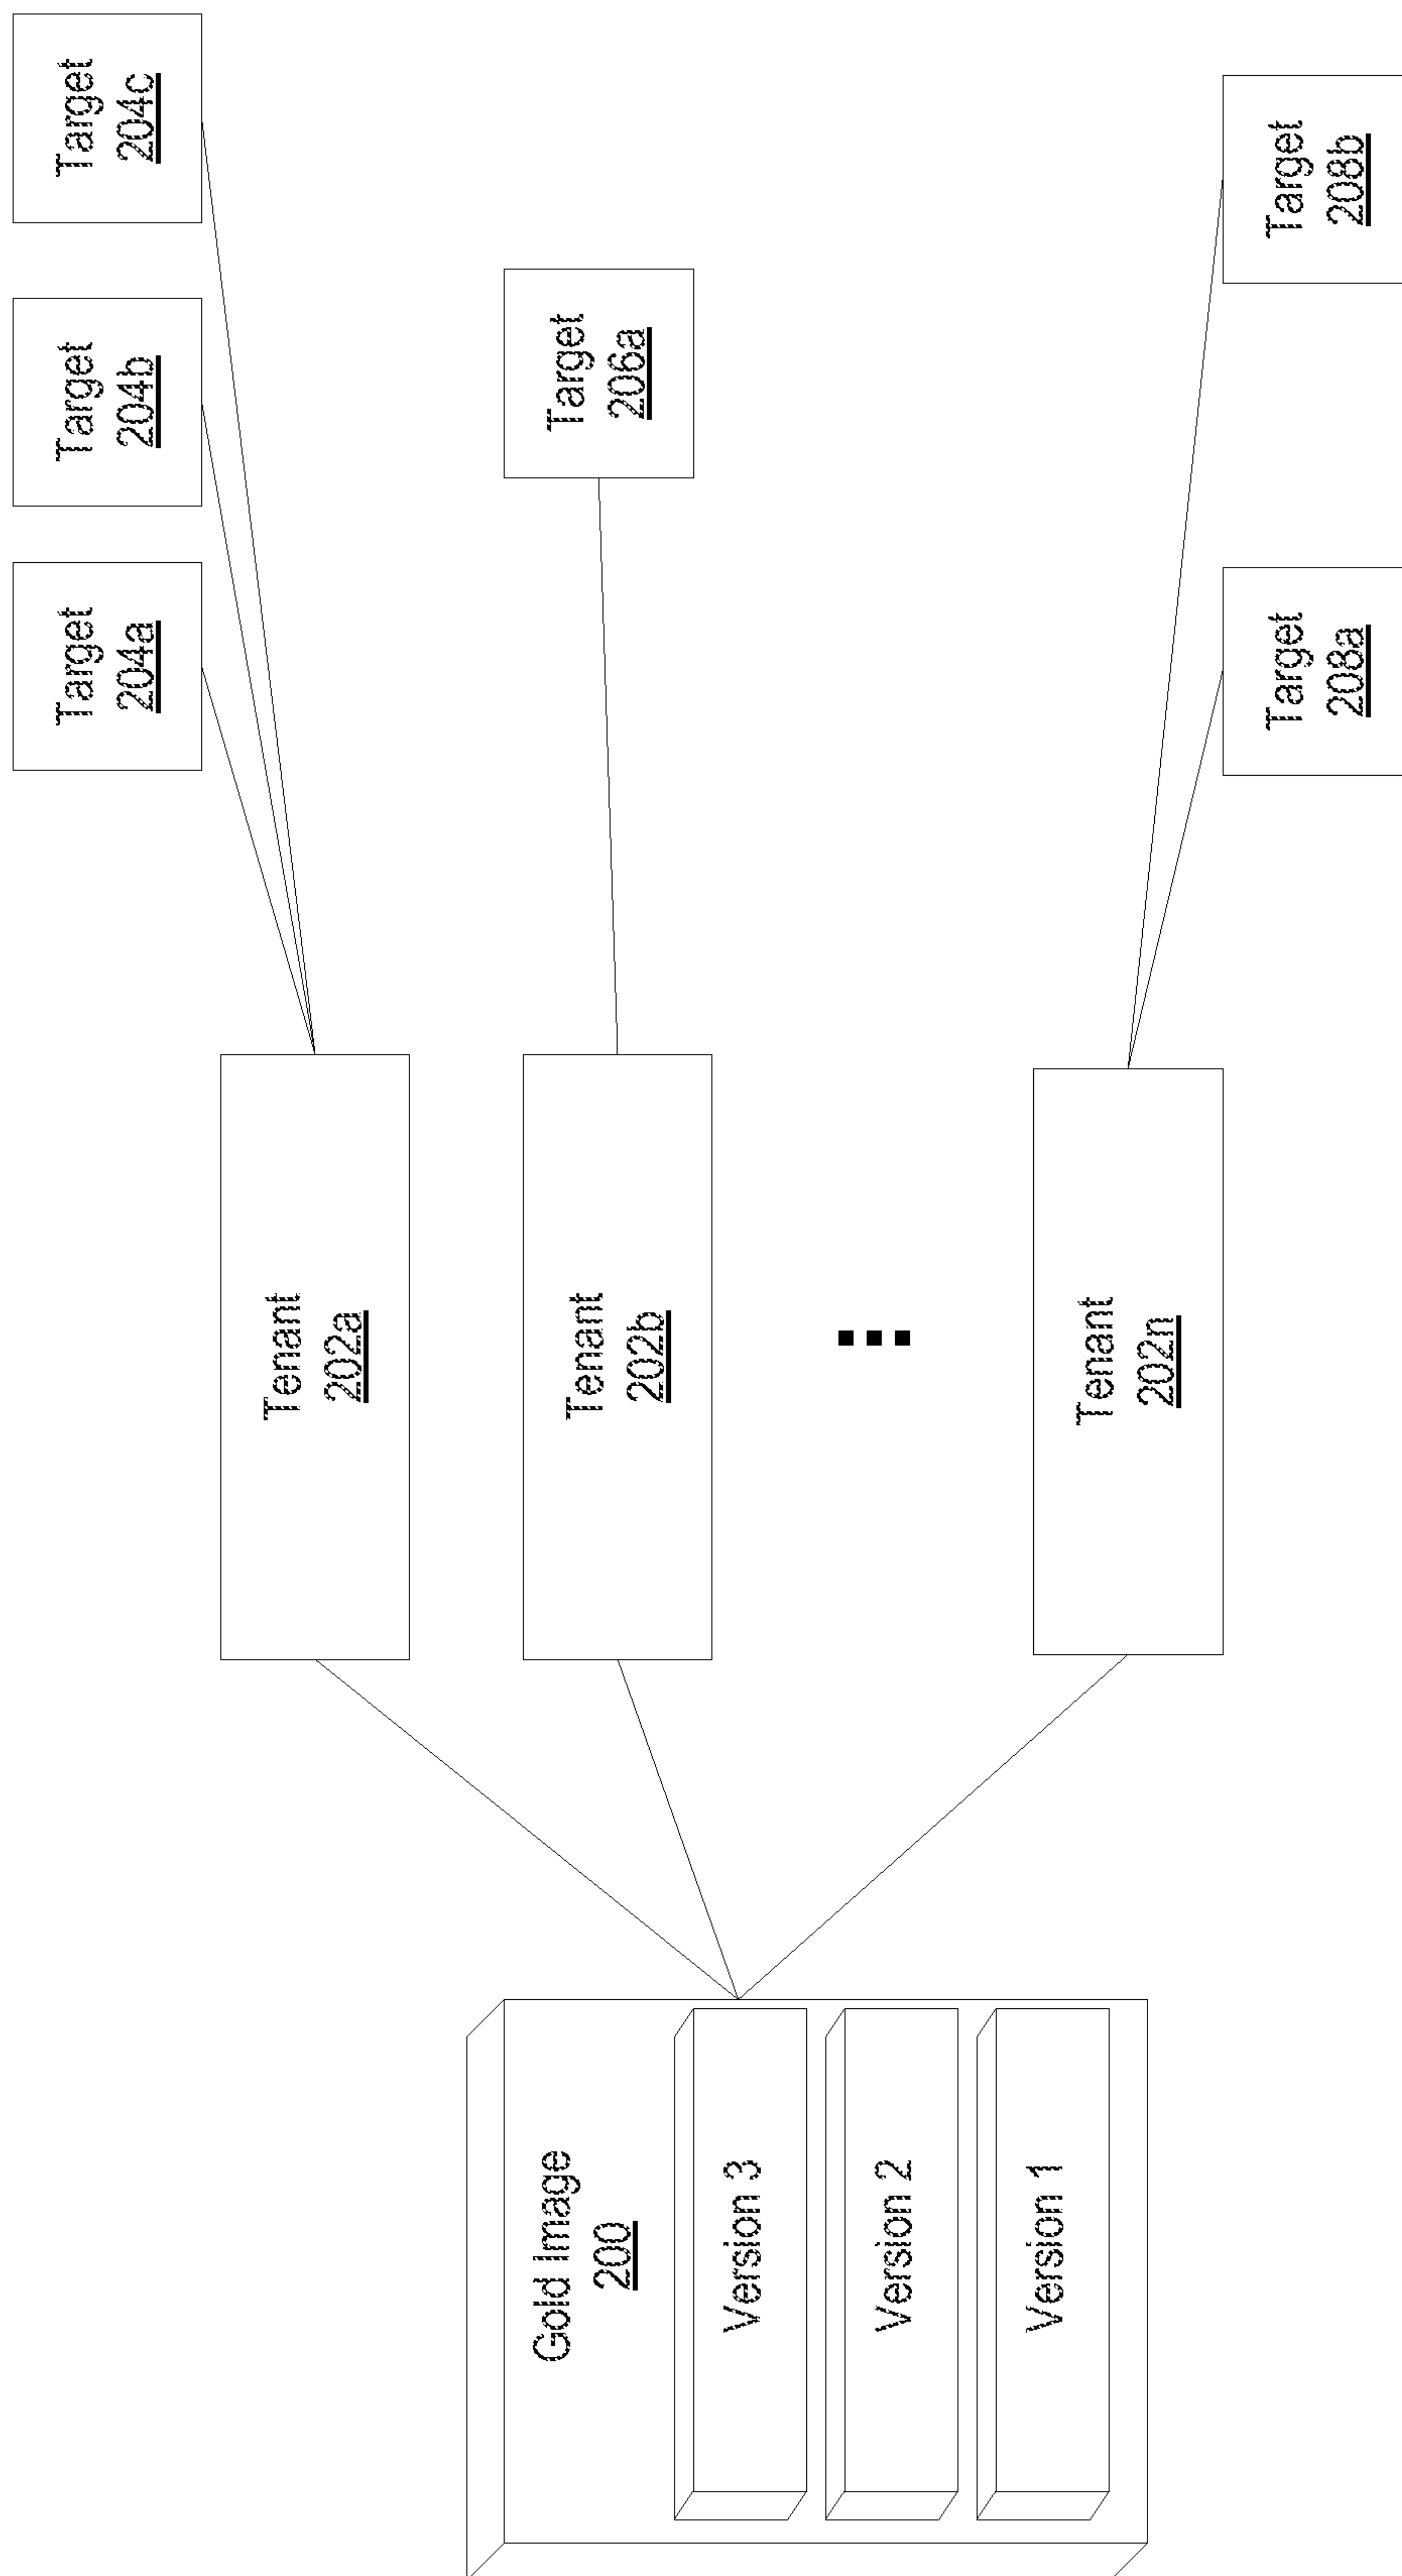 Gold Image
200
Version 3
Version 2
Version 1
Tenant
202a
Tenant
202b
Tenant
202n
Target
204a
Target
204b
Target
204c
Target
206a
Target
208a
Target
208b